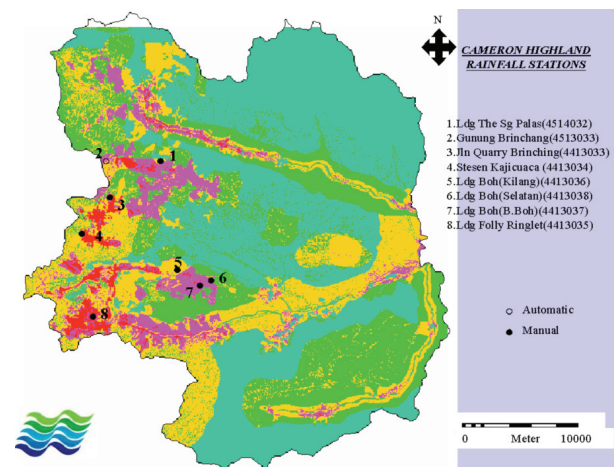 N
CAMERON HIGHLAND
RAINFALL STATIONS
1.Ldg The Sg Palas(4514032)
2.Gunung Brinchang(4513033)
3.Jln Quarry Brinching(4413033)
4.Stesen Kajicuaca(4413034)
5.Ldg Boh(Kilang)(4413036)
6.Ldg Boh(Selatan)(4413038)
7.Ldg Boh(B.Boh)(4413037)
8.Ldg Folly Ringlet(4413035)
2
1
3
4
5
6
7
8
Automatic
Manual
0 Meter 10000